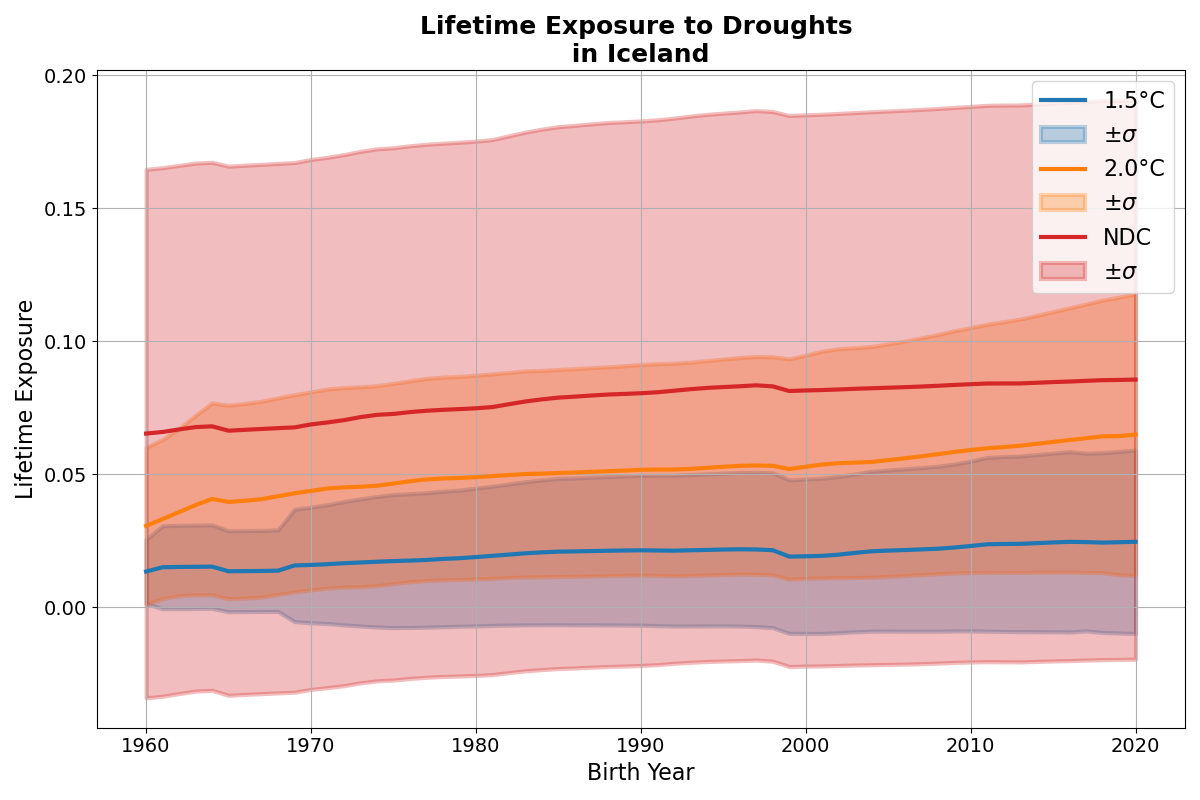 Lifetime Exposure to Droughts
in Iceland
Lifetime Exposure
0.20
0.15
0.10
0.05
0.00
1960
1970
1980
1990
2000
2010
2020
Birth Year
1.5°C
±σ
2.0°C
±σ
NDC
±σ